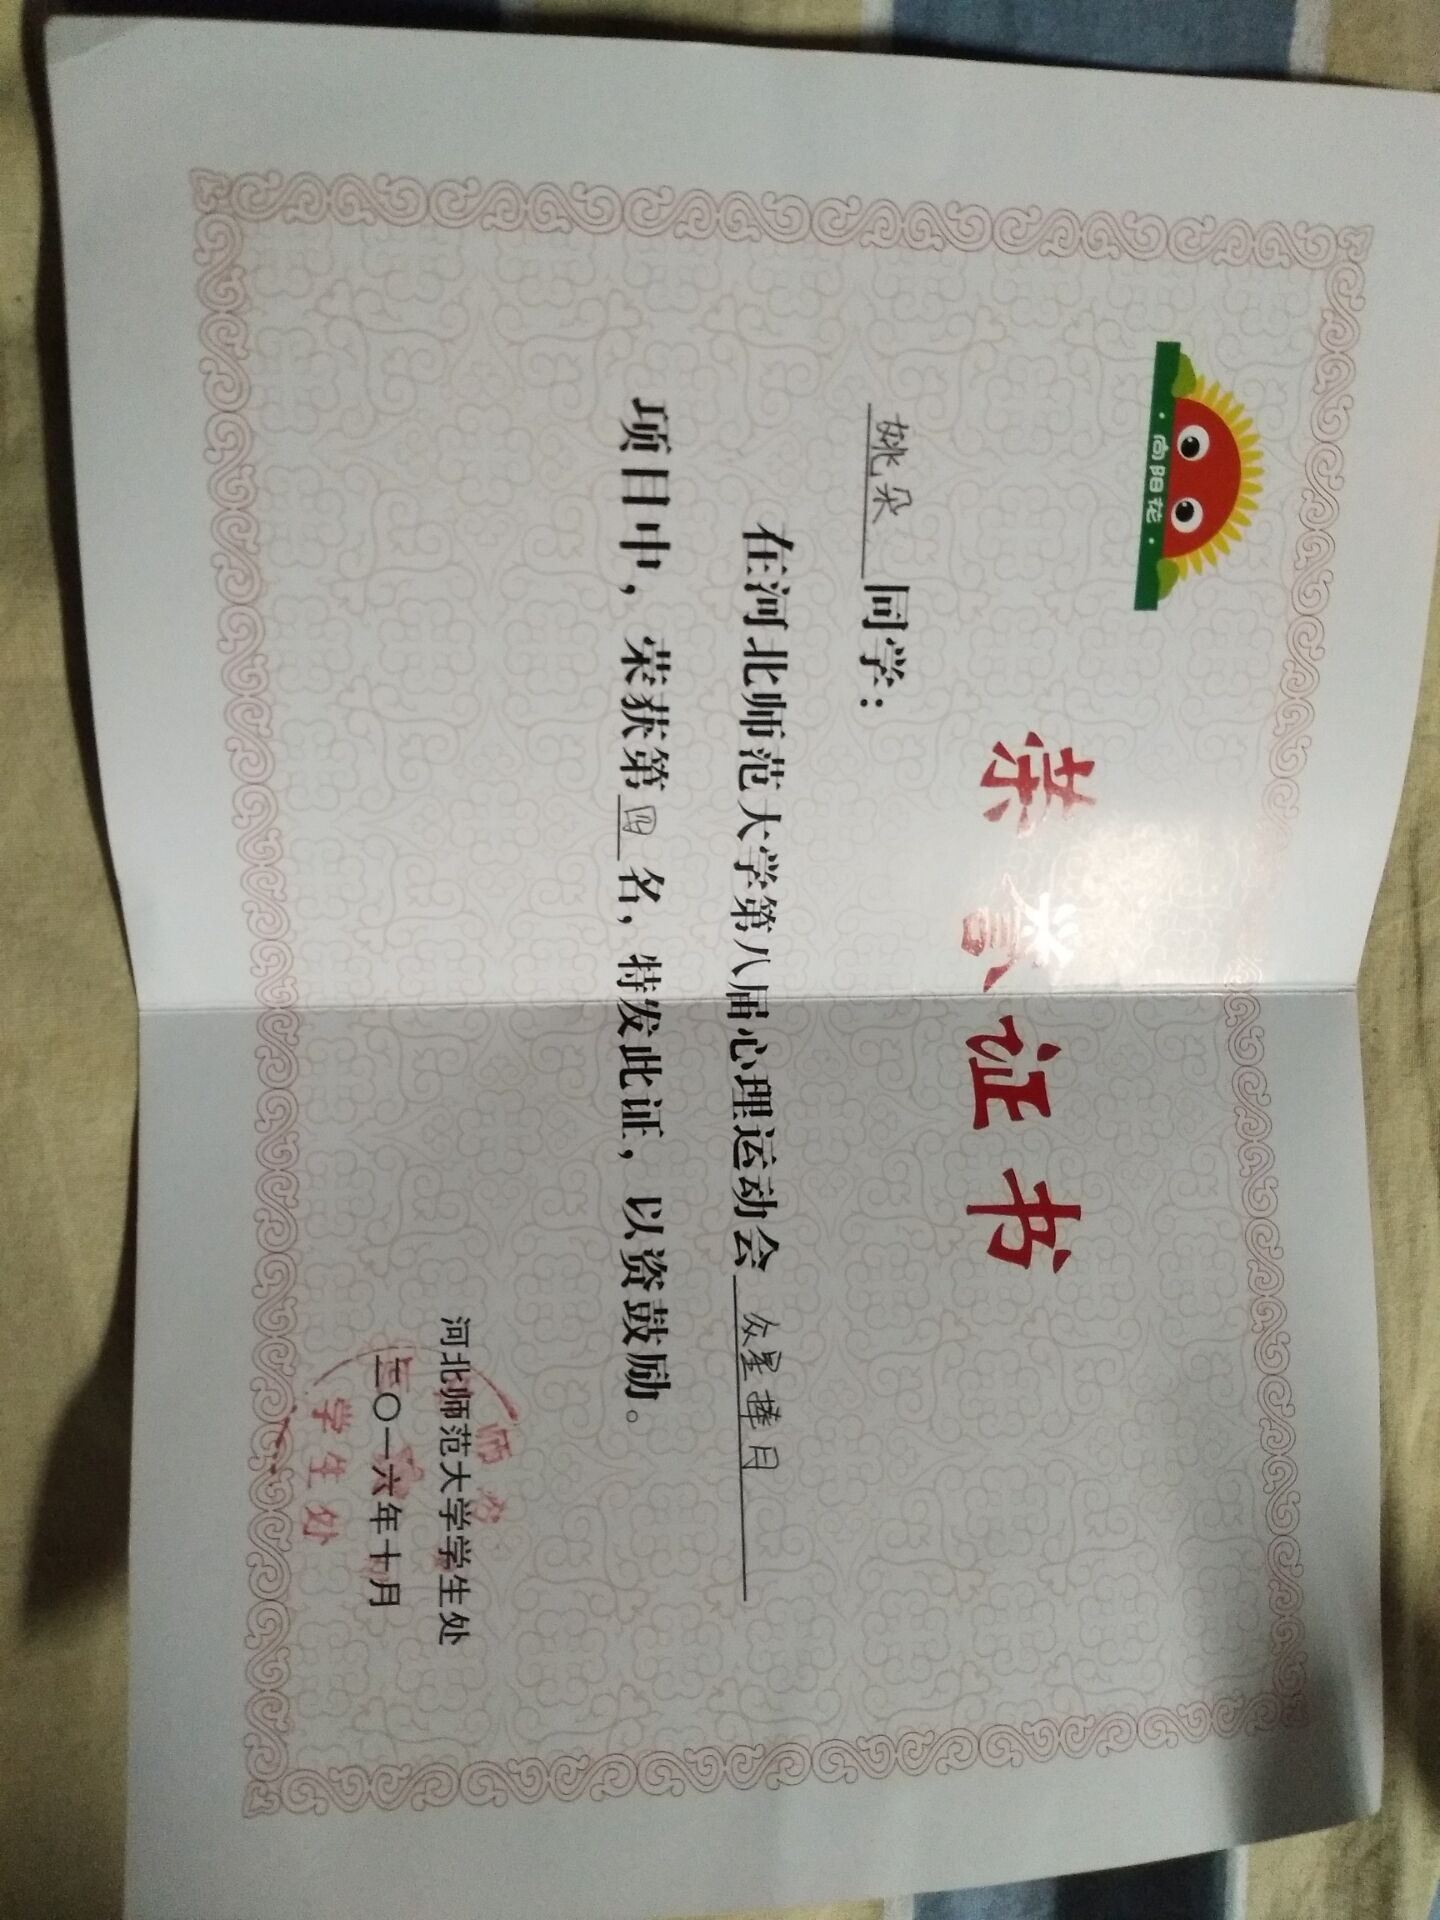 ·向阳花·
荣誉证书
姚朵 同学：
在河北师范大学第八届心理运动会 众星捧月
项目中，荣获第四名，特发此证，以资鼓励。
河北师范大学学生处
二〇一六年十月
学生处